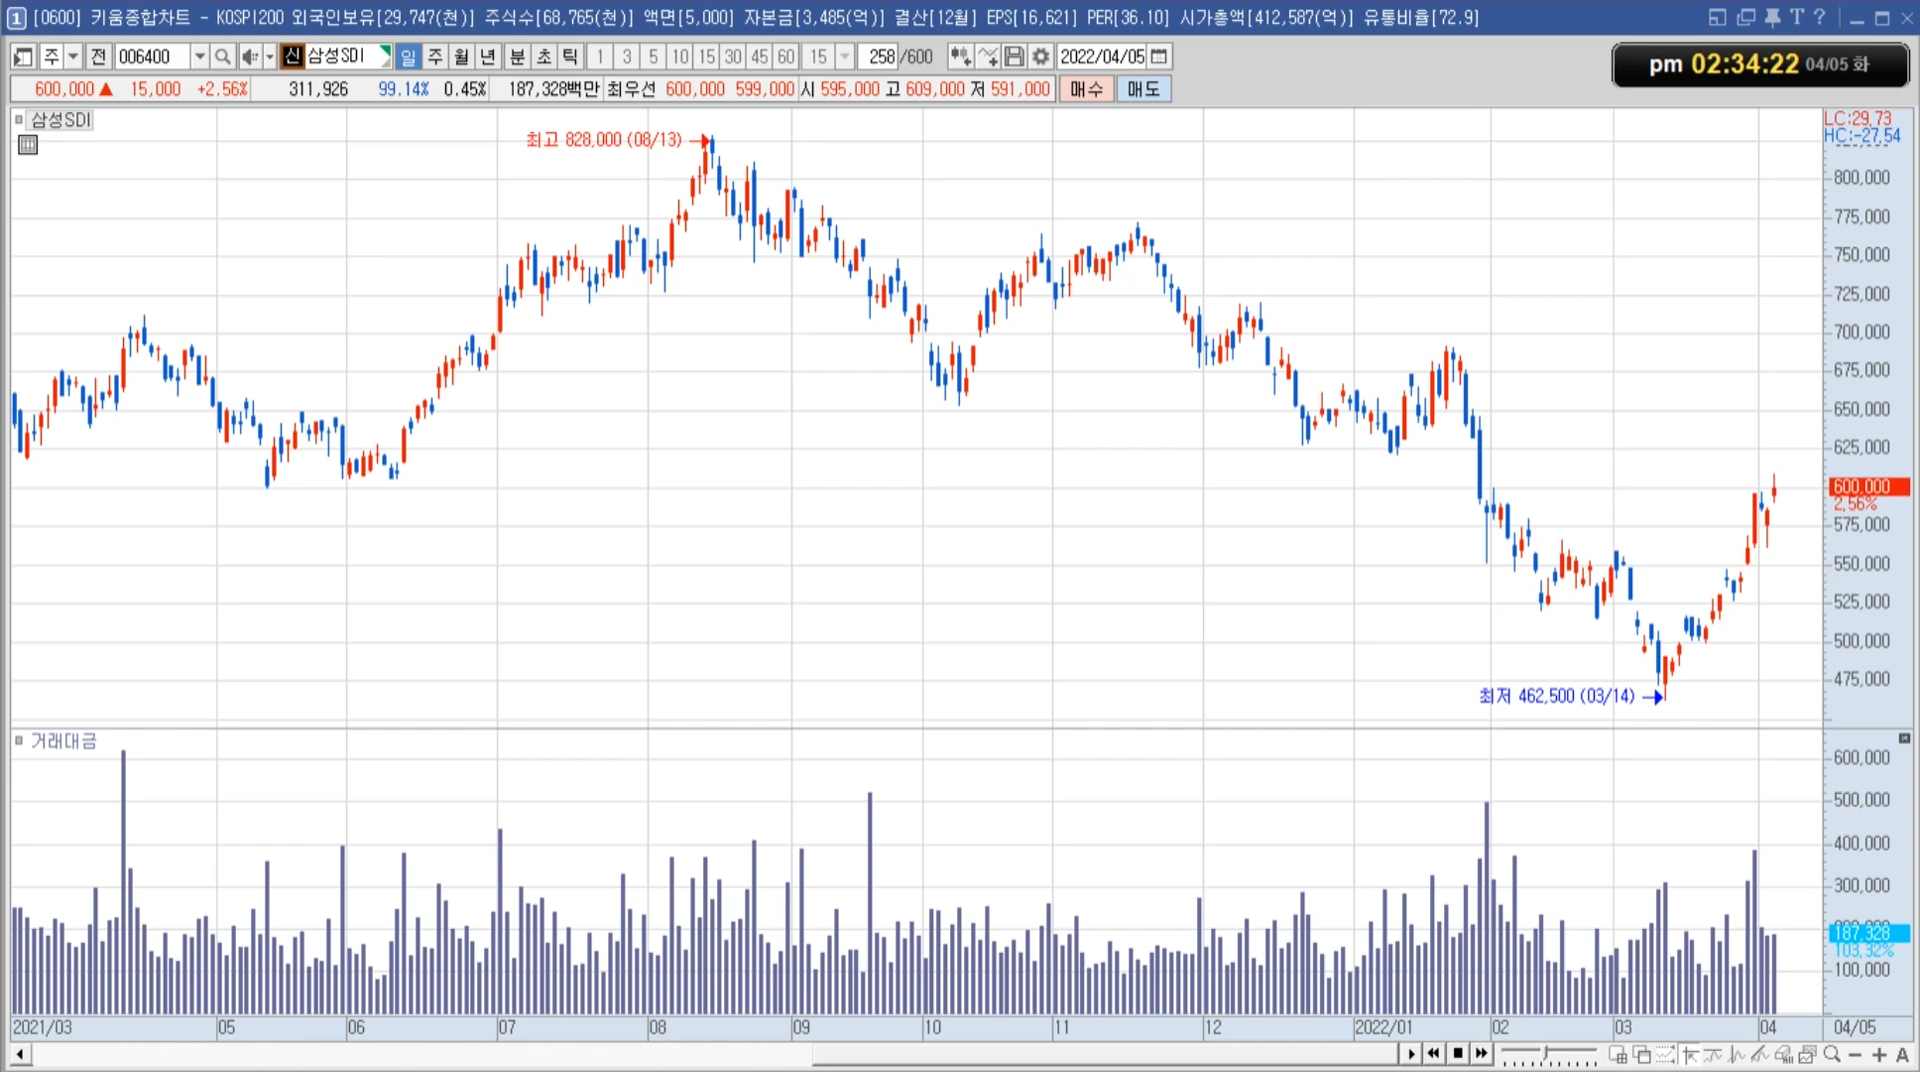 1 [0600] 키움종합차트 - KOSPI200 외국인보유[29,747(천)] 주식수[68,765(천)] 액면[5,000] 자본금[3,485(억)] 결산[12월] EPS[16,621] PER[36.10] 시가총액[412,587(억)] 유통비율[72.9] T ?
주 전 006400 신 삼성SDI 일 주 월 년 분 초 틱 1 3 5 10 15 30 45 60 15 258 /600 2022/04/05
pm 02:34:22 04/05 화
600,000 ▲ 15,000 +2.56% 311,926 99.14% 0.45% 187,328백만 최우선 600,000 599,000 시 595,000 고 609,000 저 591,000 매수 매도
삼성SDI
LC:29,73
HC:-27,54
최고 828,000 (08/13)
800,000
775,000
750,000
725,000
700,000
675,000
650,000
625,000
600,000
2,56%
575,000
550,000
525,000
500,000
475,000
최저 462,500 (03/14)
거래대금
600,000
500,000
400,000
300,000
187,328
103,32%
100,000
2021/03 05 06 07 08 09 10 11 12 2022/01 02 03 04 04/05
A